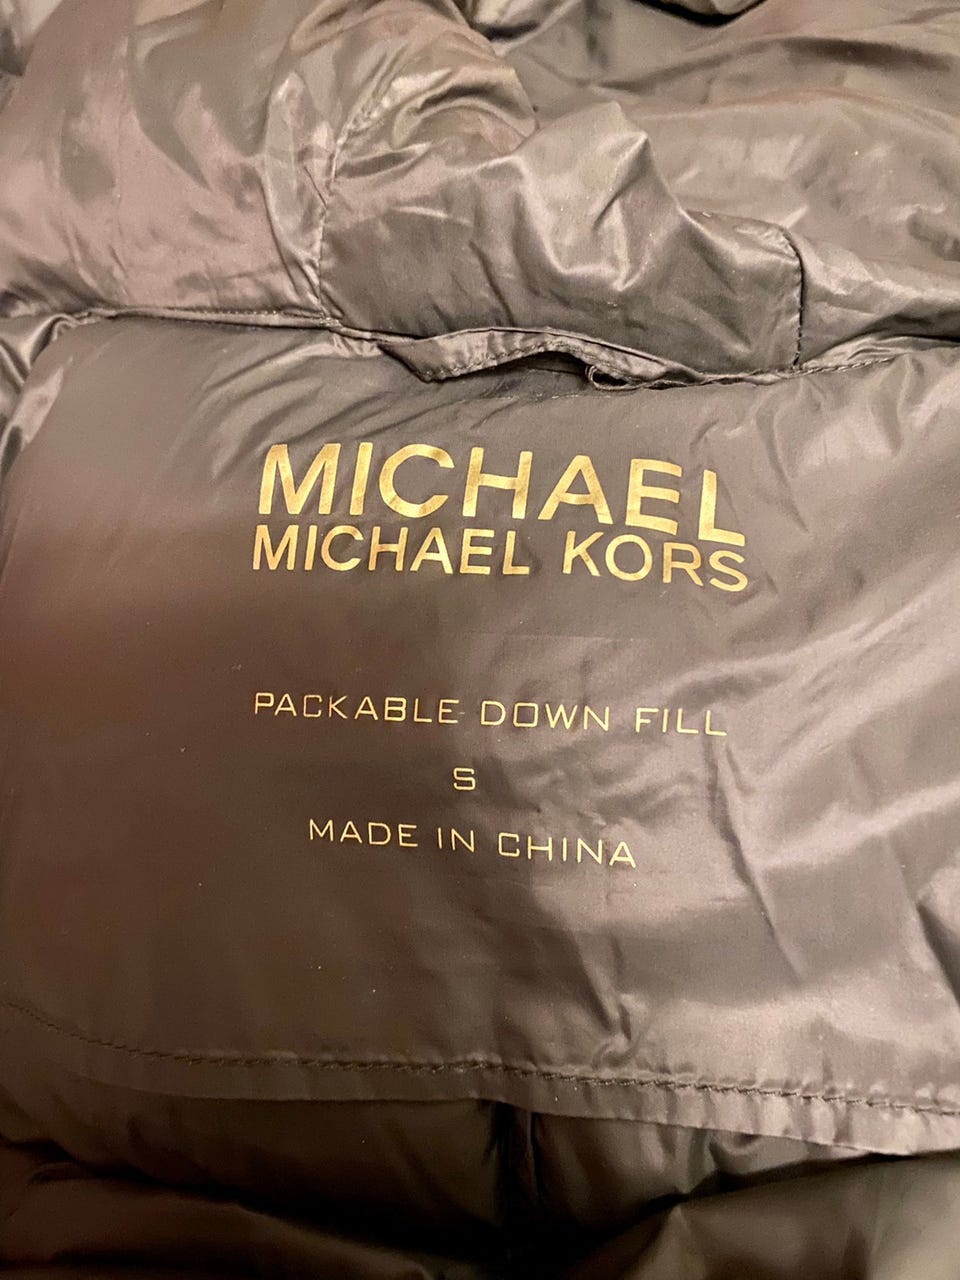 MICHAEL
MICHAEL KORS
PACKABLE DOWN FILL
S
MADE IN CHINA